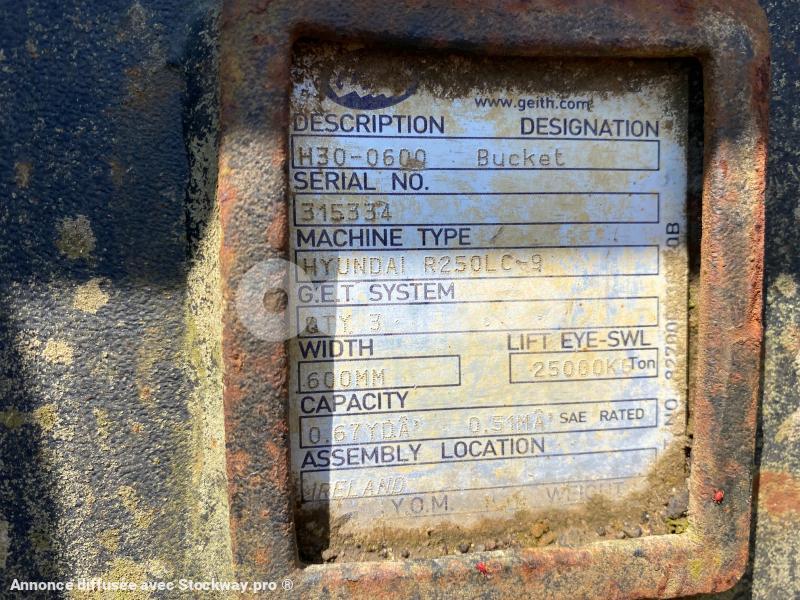 www.geith.com
DESCRIPTION DESIGNATION
H30-0600 Bucket
SERIAL NO.
315334
MACHINE TYPE
HYUNDAI R250LC-9
G.E.T. SYSTEM
QTY 3
WIDTH LIFT EYE-SWL
600MM 25000KG Ton
CAPACITY
0.67YDÂ³ 0.51MÂ³ SAE RATED
ASSEMBLY LOCATION
IRELAND
Y.O.M. WEIGHT
Annonce diffusée avec Stockway.pro ®